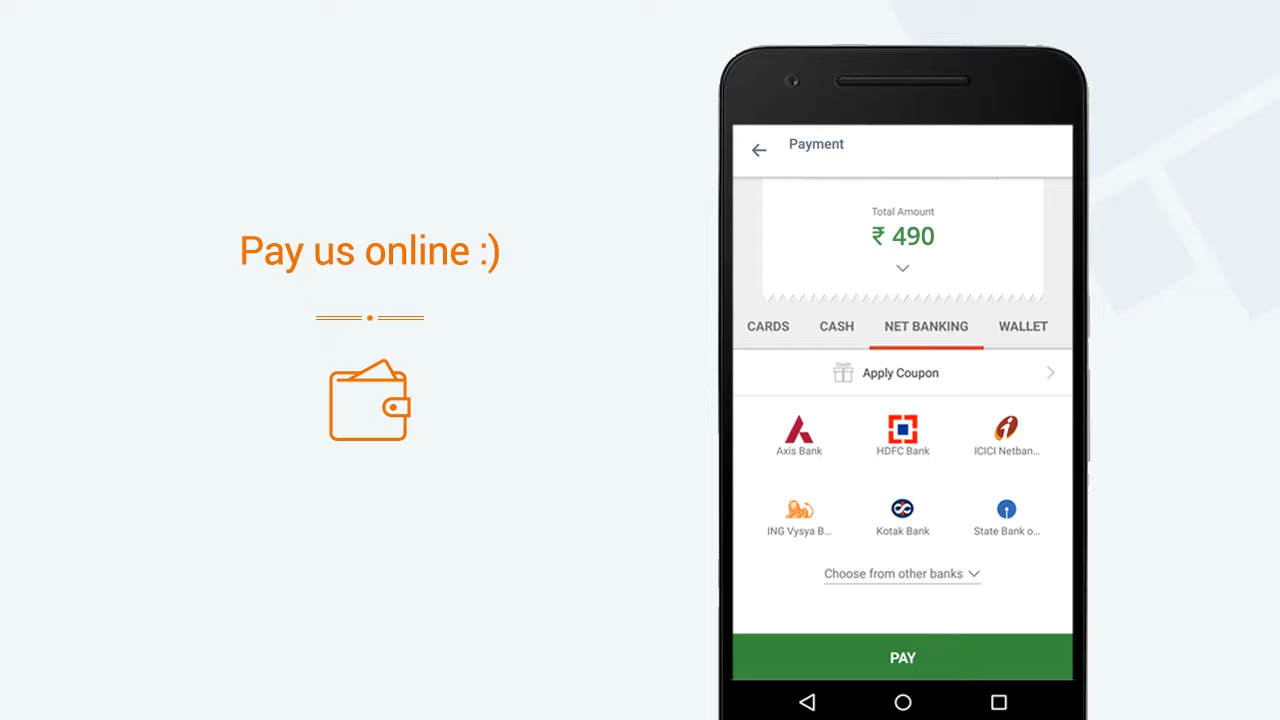 Pay us online :)
Payment
Total Amount
₹ 490
CARDS CASH NET BANKING WALLET
Apply Coupon
Axis Bank HDFC Bank ICICI Netban...
ING Vysya B... Kotak Bank State Bank o...
Choose from other banks
PAY